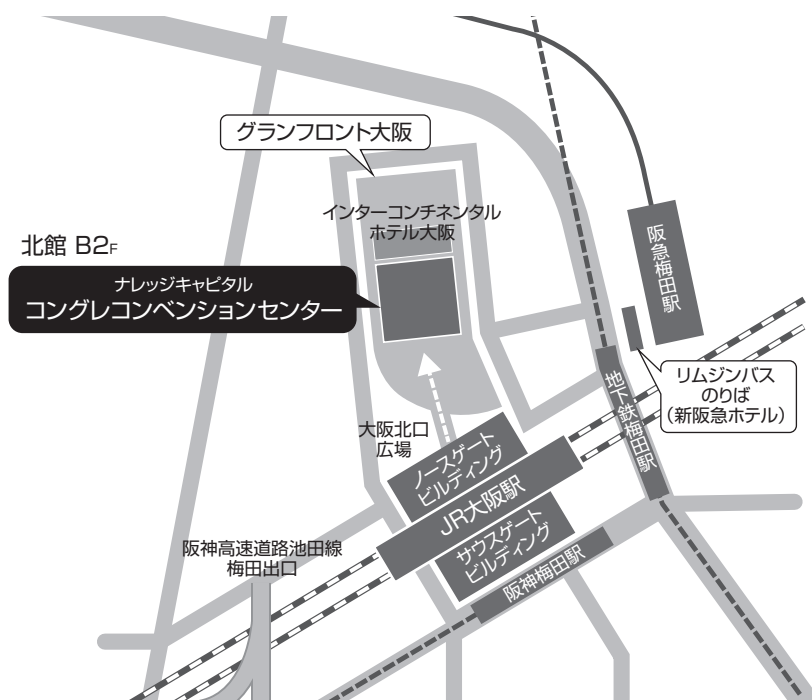 グランフロント大阪
インターコンチネンタル
ホテル大阪
北館 B2F
ナレッジキャピタル
コングレコンベンションセンター
阪急梅田駅
リムジンバス
のりば
(新阪急ホテル)
地下鉄梅田駅
大阪北口
広場
ノースゲート
ビルディング
JR大阪駅
サウスゲート
ビルディング
阪神高速道路池田線
梅田出口
阪神梅田駅